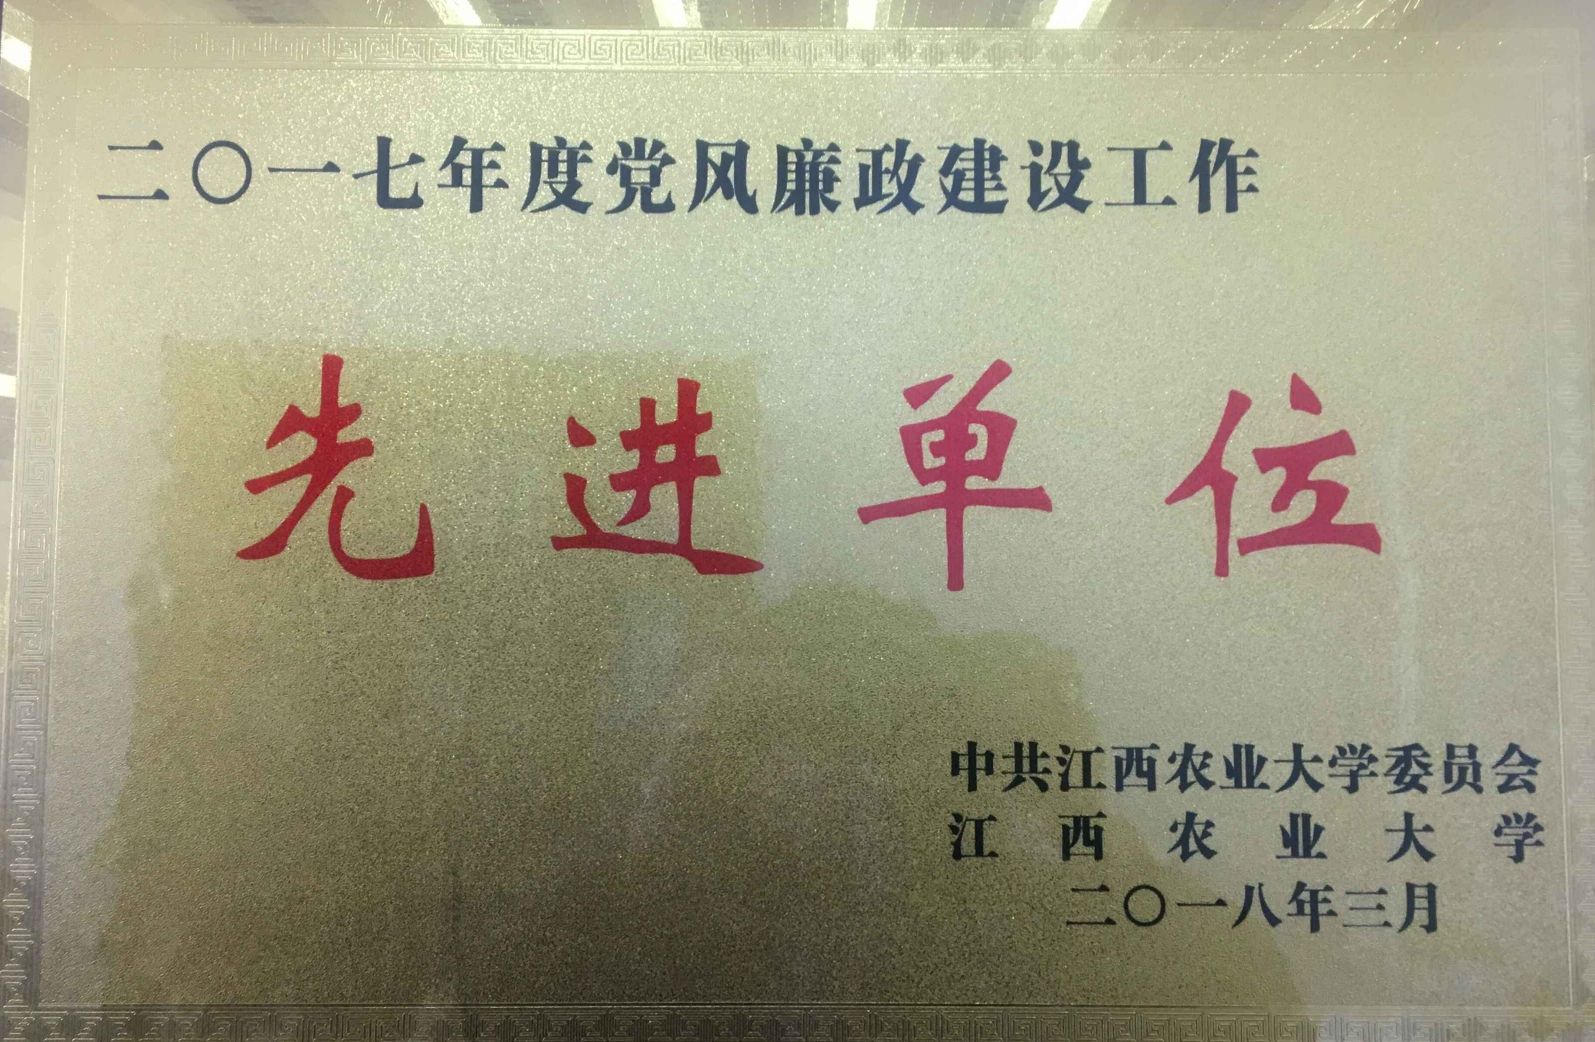 二〇一七年度党风廉政建设工作
先进单位
中共江西农业大学委员会
江西农业大学
二〇一八年三月